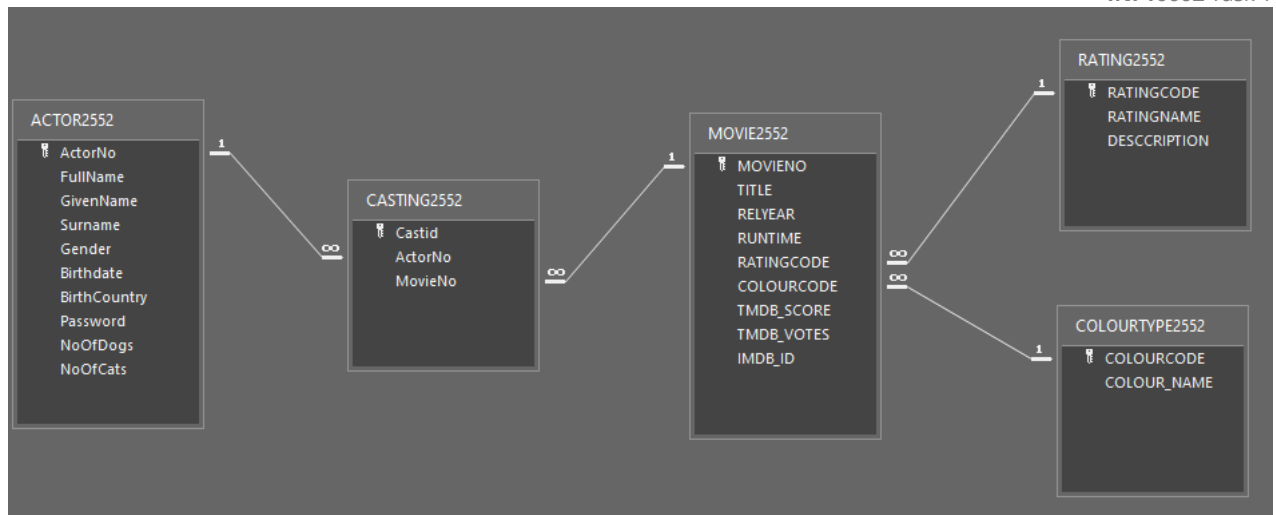 ACTOR2552
ActorNo
FullName
GivenName
Surname
Gender
Birthdate
BirthCountry
Password
NoOfDogs
NoOfCats
1
∞
CASTING2552
Castid
ActorNo
MovieNo
∞
1
MOVIE2552
MOVIENO
TITLE
RELYEAR
RUNTIME
RATINGCODE
COLOURCODE
TMDB_SCORE
TMDB_VOTES
IMDB_ID
∞
∞
1
RATING2552
RATINGCODE
RATINGNAME
DESCCRIPTION
1
COLOURTYPE2552
COLOURCODE
COLOUR_NAME